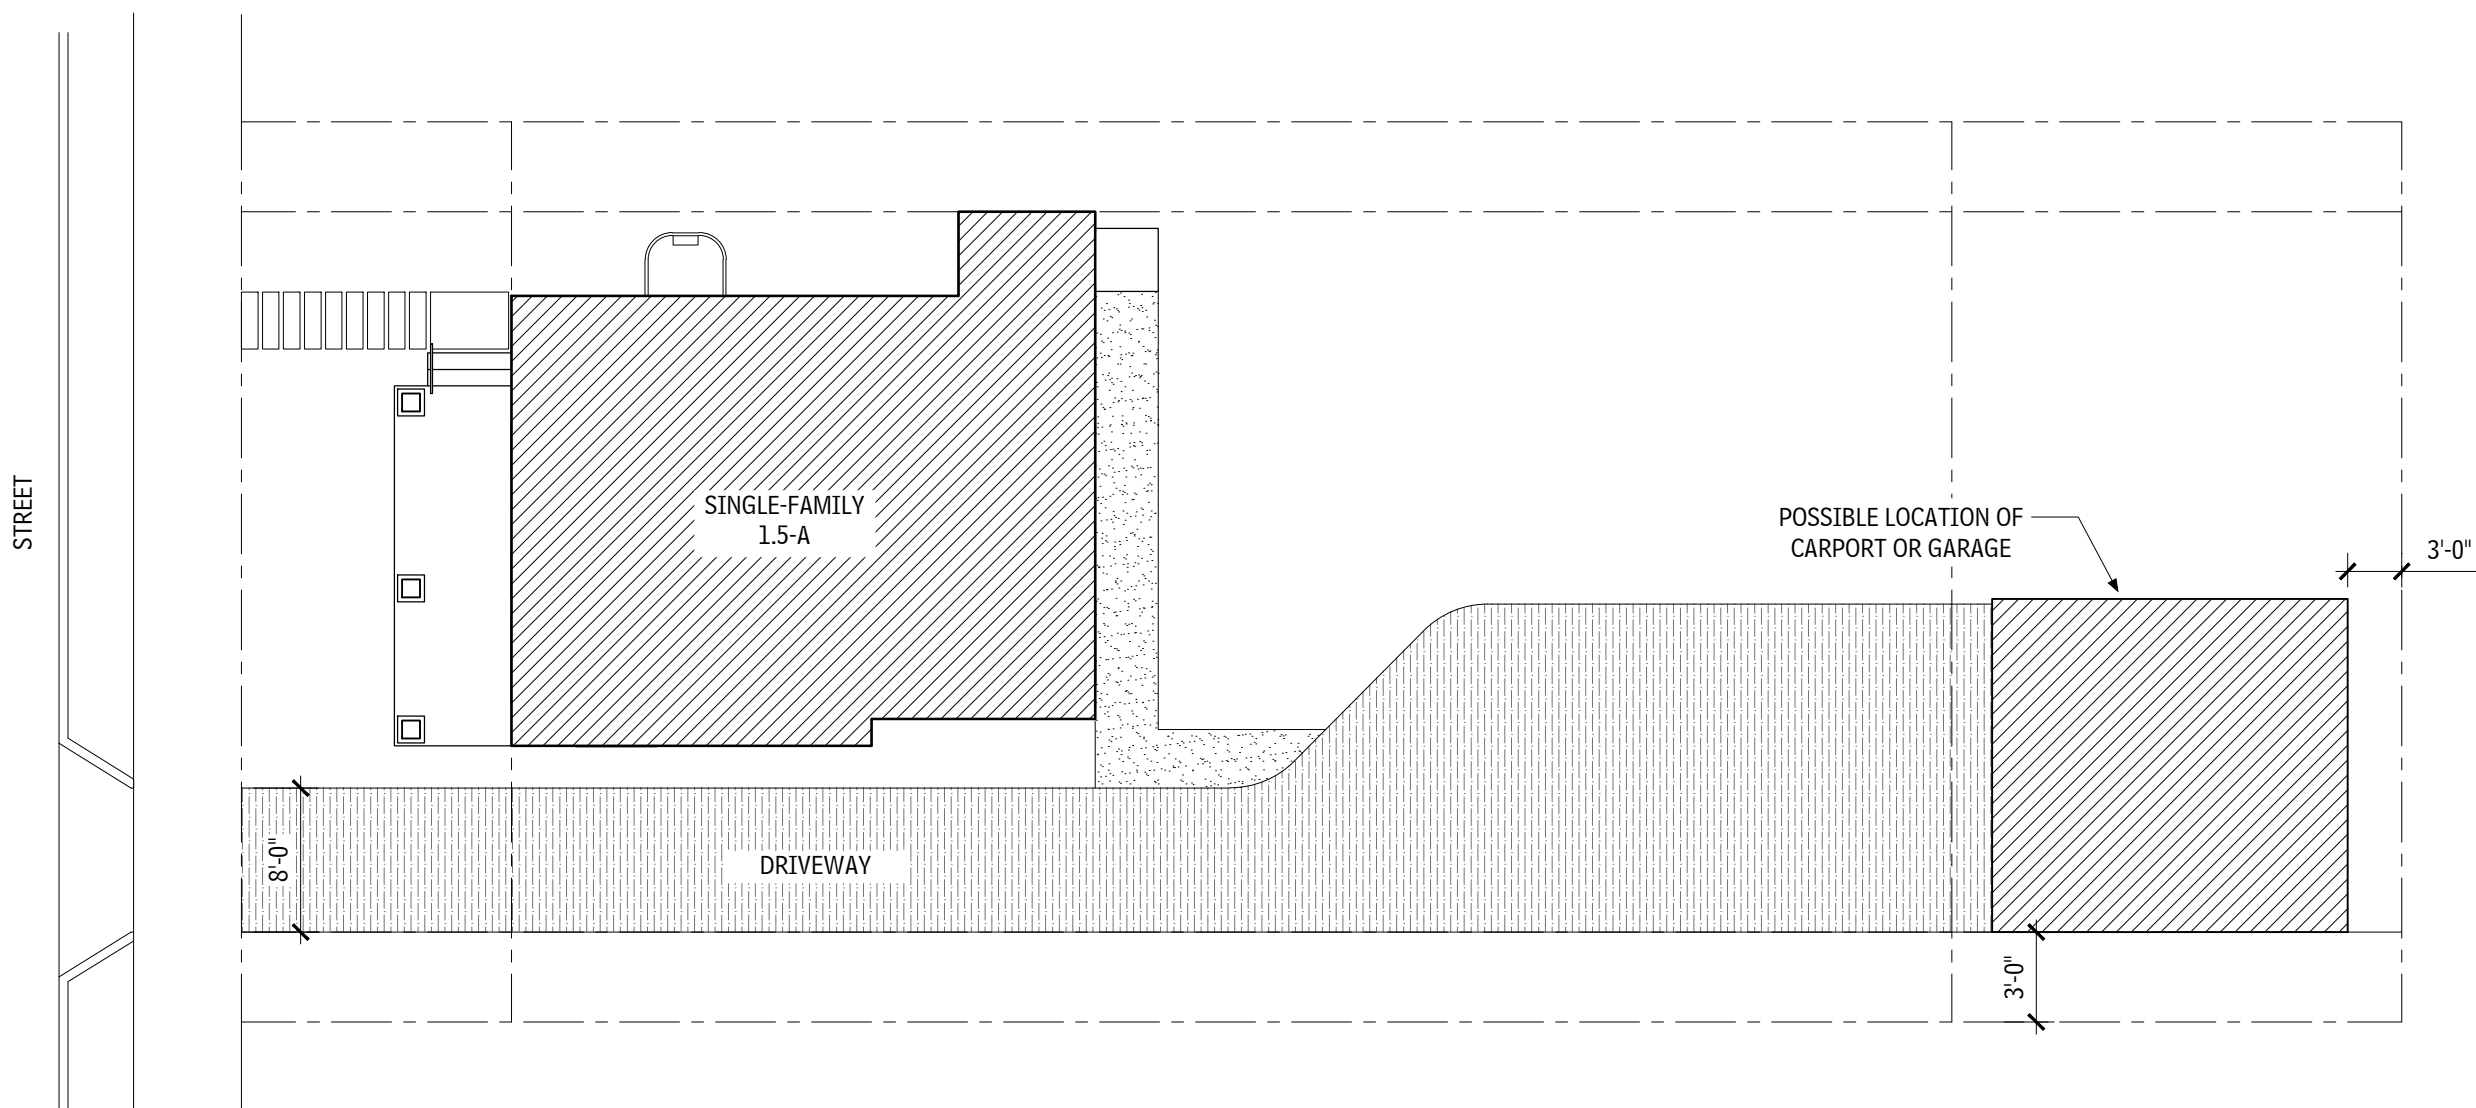 STREET
SINGLE-FAMILY
1.5-A
POSSIBLE LOCATION OF
CARPORT OR GARAGE
3'-0"
8'-0"
DRIVEWAY
3'-0"